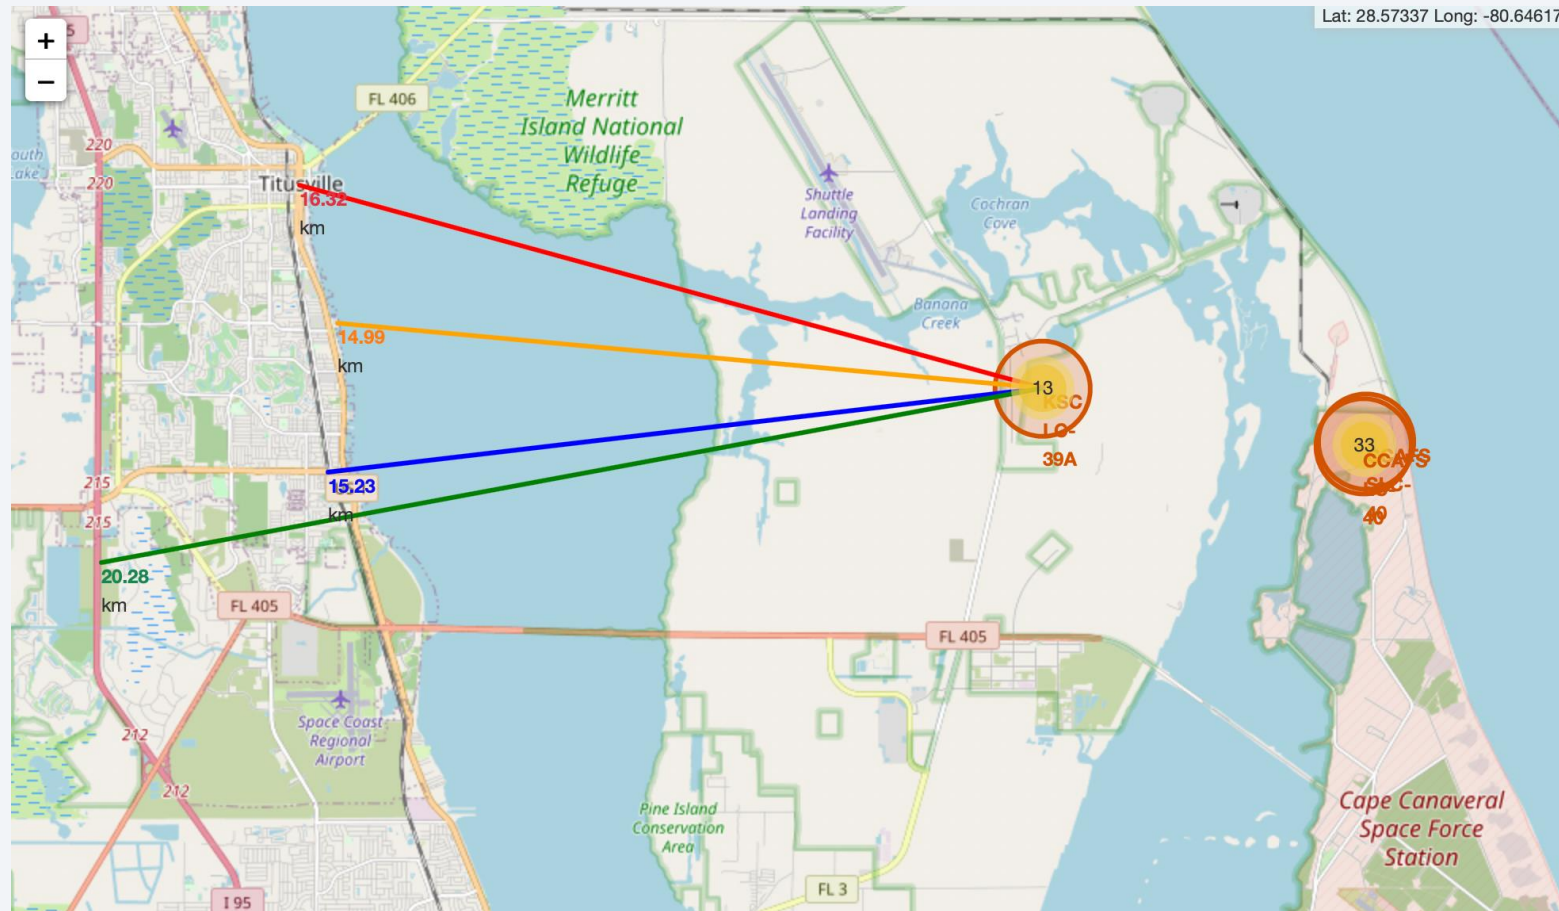 Lat: 28.57337 Long: -80.64617
+
−
FL 406
Merritt
Island National
Wildlife
Refuge
220
220
Titusville
16.32
km
Shuttle
Landing
Facility
Cochran
Cove
Banana
Creek
14.99
km
13
KSC
LC-
39A
33
CCAFS
SLC-
40
215
215
15.23
km
20.28
km
FL 405
FL 405
Space Coast
Regional
Airport
212
212
Pine Island
Conservation
Area
Cape Canaveral
Space Force
Station
FL 3
I 95